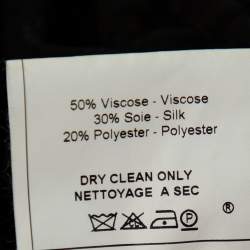 50% Viscose - Viscose
30% Soie - Silk
20% Polyester - Polyester
DRY CLEAN ONLY
NETTOYAGE A SEC
®
P